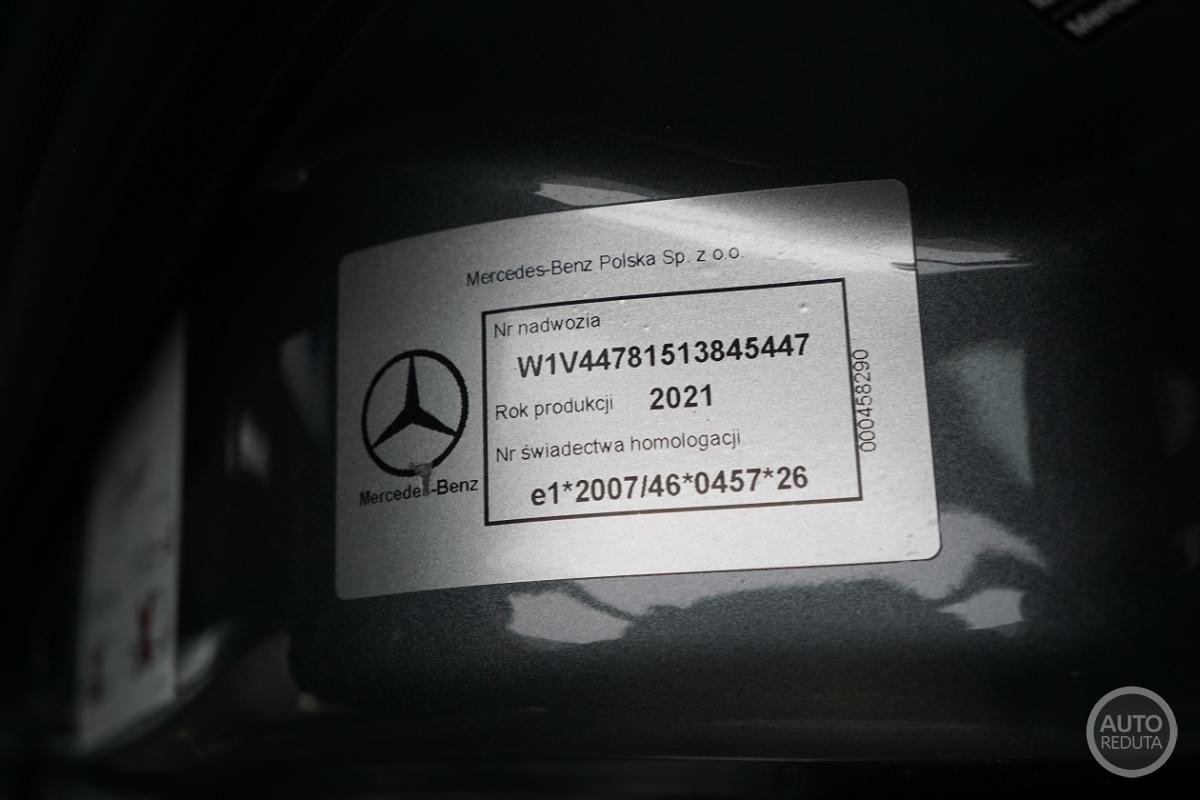 Mercedes-Benz Polska Sp. z o.o.
Nr nadwozia
W1V44781513845447
Rok produkcji 2021
Nr świadectwa homologacji
e1*2007/46*0457*26
000458290
Mercedes-Benz
AUTO
REDUTA